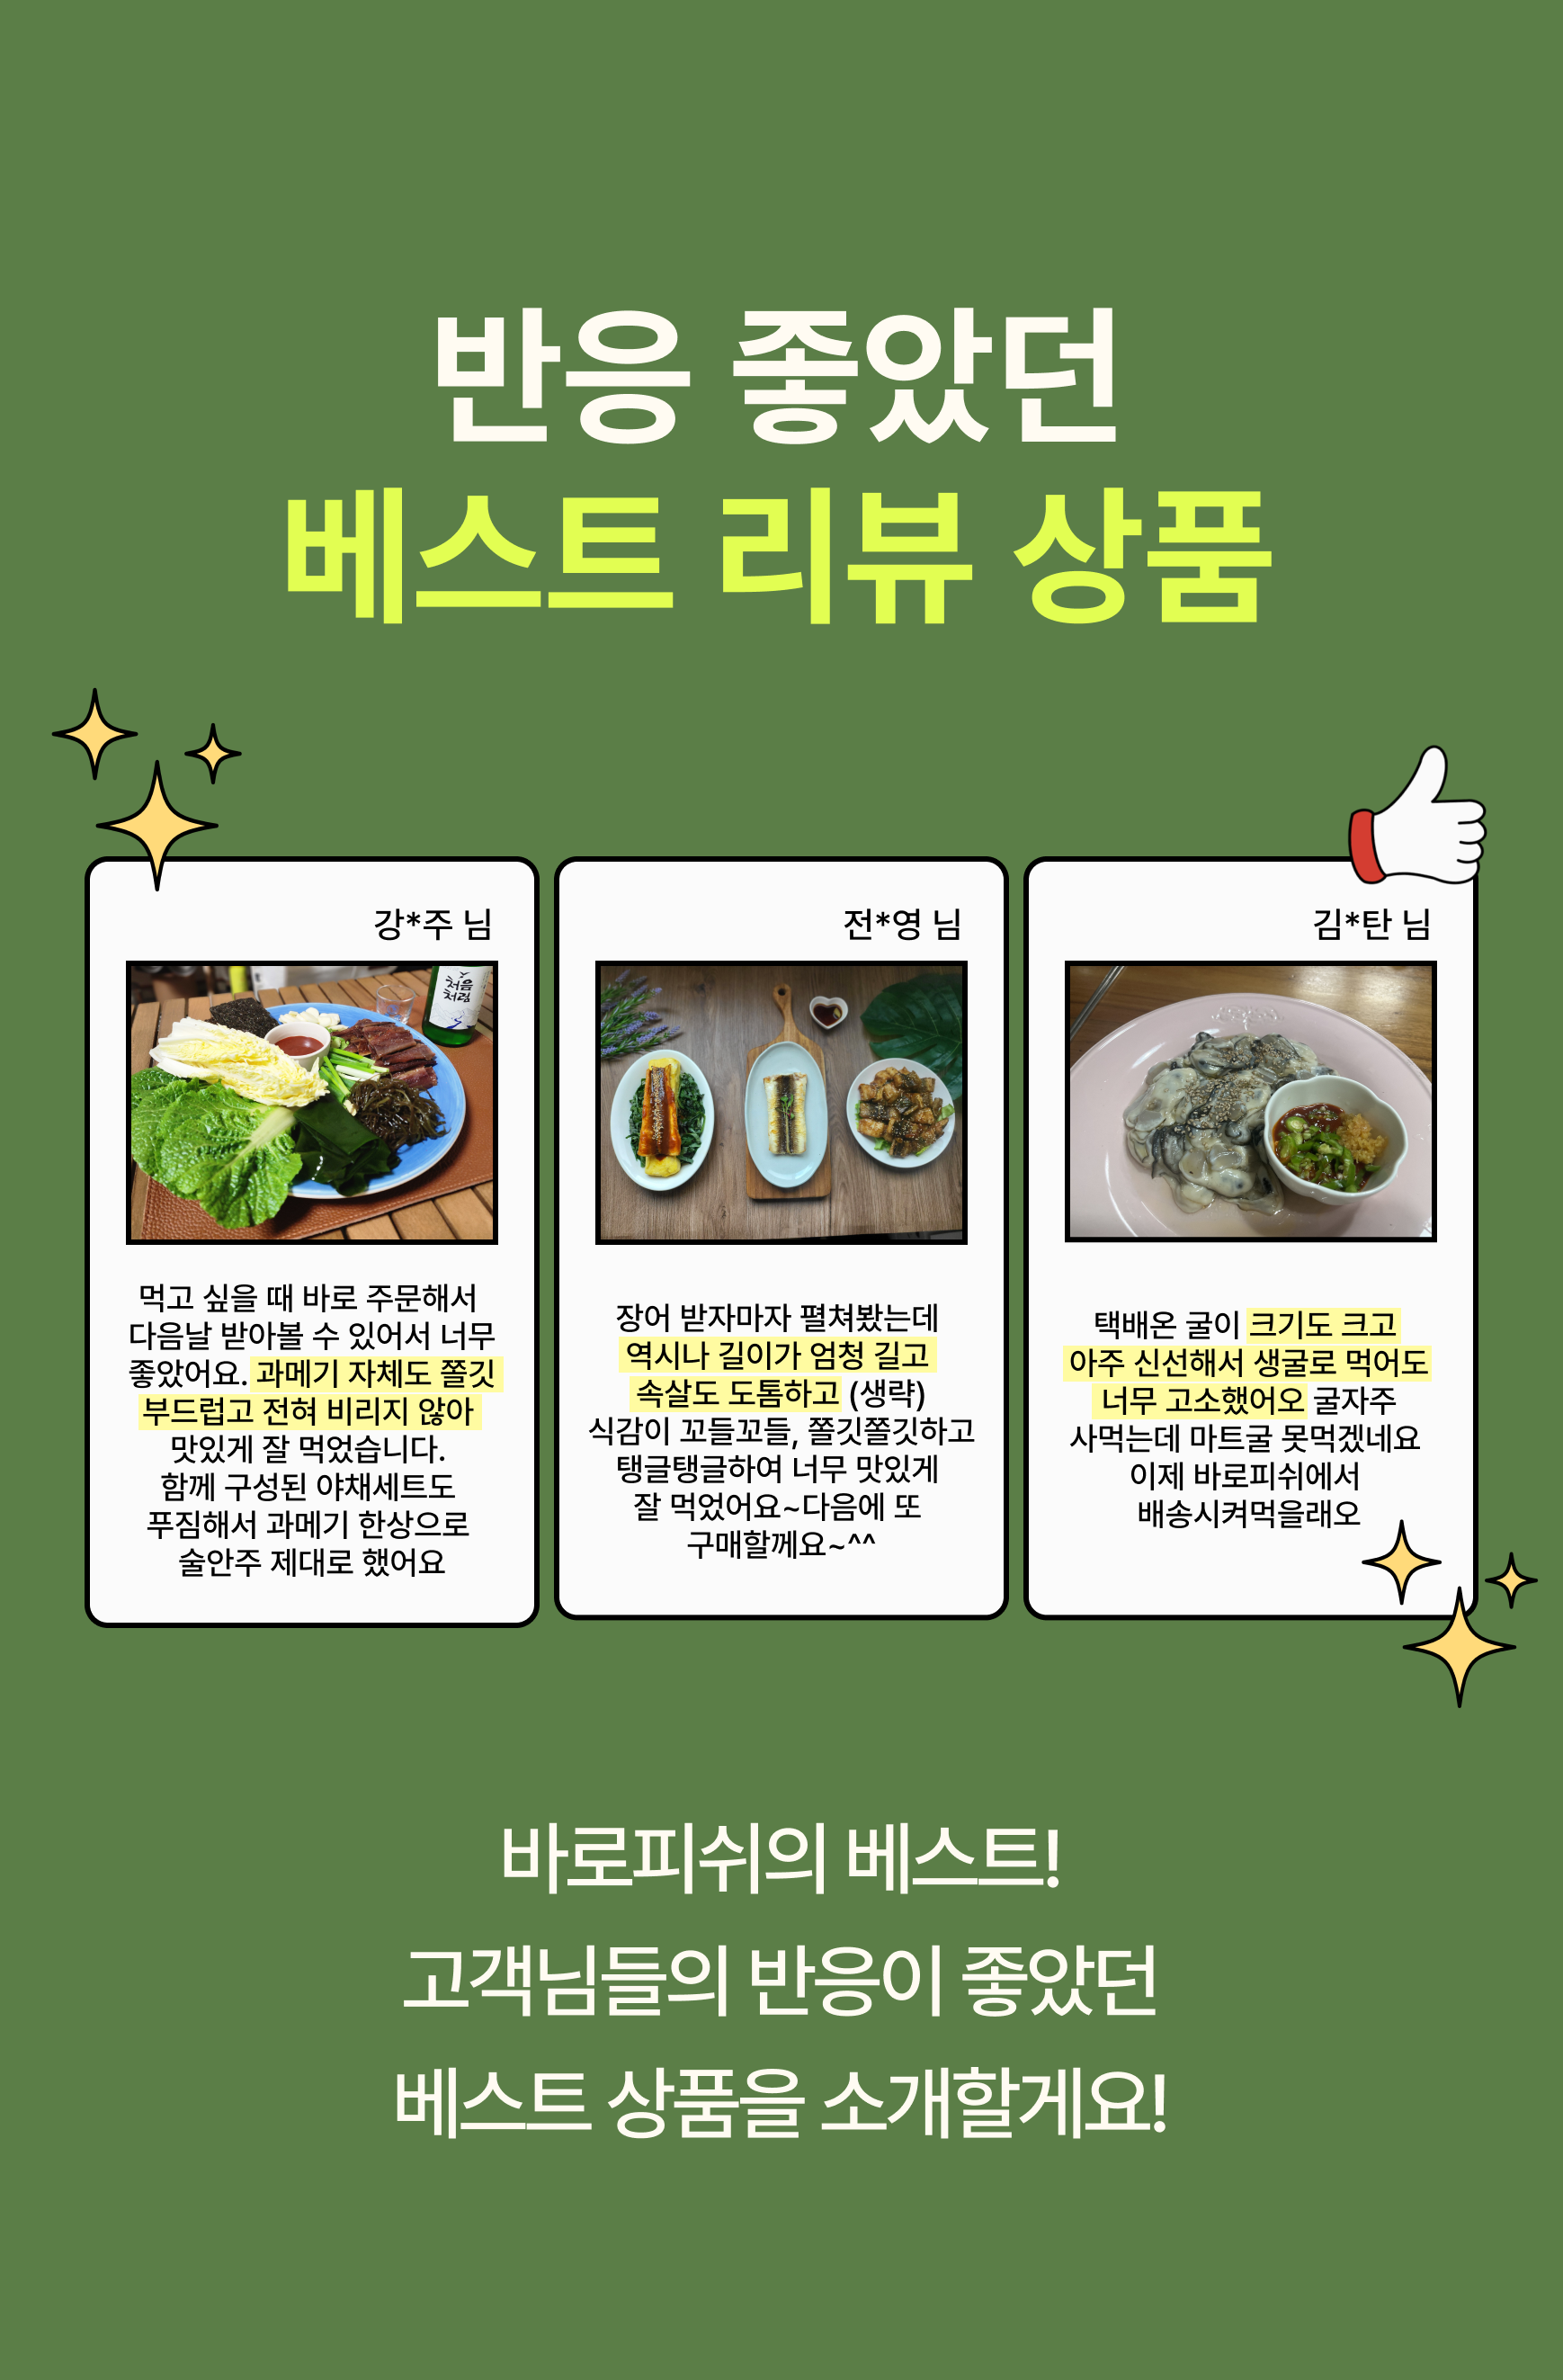 반응 좋았던
베스트 리뷰 상품
강*주 님
처음
처럼
먹고 싶을 때 바로 주문해서
다음날 받아볼 수 있어서 너무
좋았어요. 과메기 자체도 쫄깃
부드럽고 전혀 비리지 않아
맛있게 잘 먹었습니다.
함께 구성된 야채세트도
푸짐해서 과메기 한상으로
술안주 제대로 했어요
전*영 님
장어 받자마자 펼쳐봤는데
역시나 길이가 엄청 길고
속살도 도톰하고 (생략)
식감이 꼬들꼬들, 쫄깃쫄깃하고
탱글탱글하여 너무 맛있게
잘 먹었어요~다음에 또
구매할께요~^^
김*탄 님
택배온 굴이 크기도 크고
아주 신선해서 생굴로 먹어도
너무 고소했어오 굴자주
사먹는데 마트굴 못먹겠네요
이제 바로피쉬에서
배송시켜먹을래오
바로피쉬의 베스트!
고객님들의 반응이 좋았던
베스트 상품을 소개할게요!